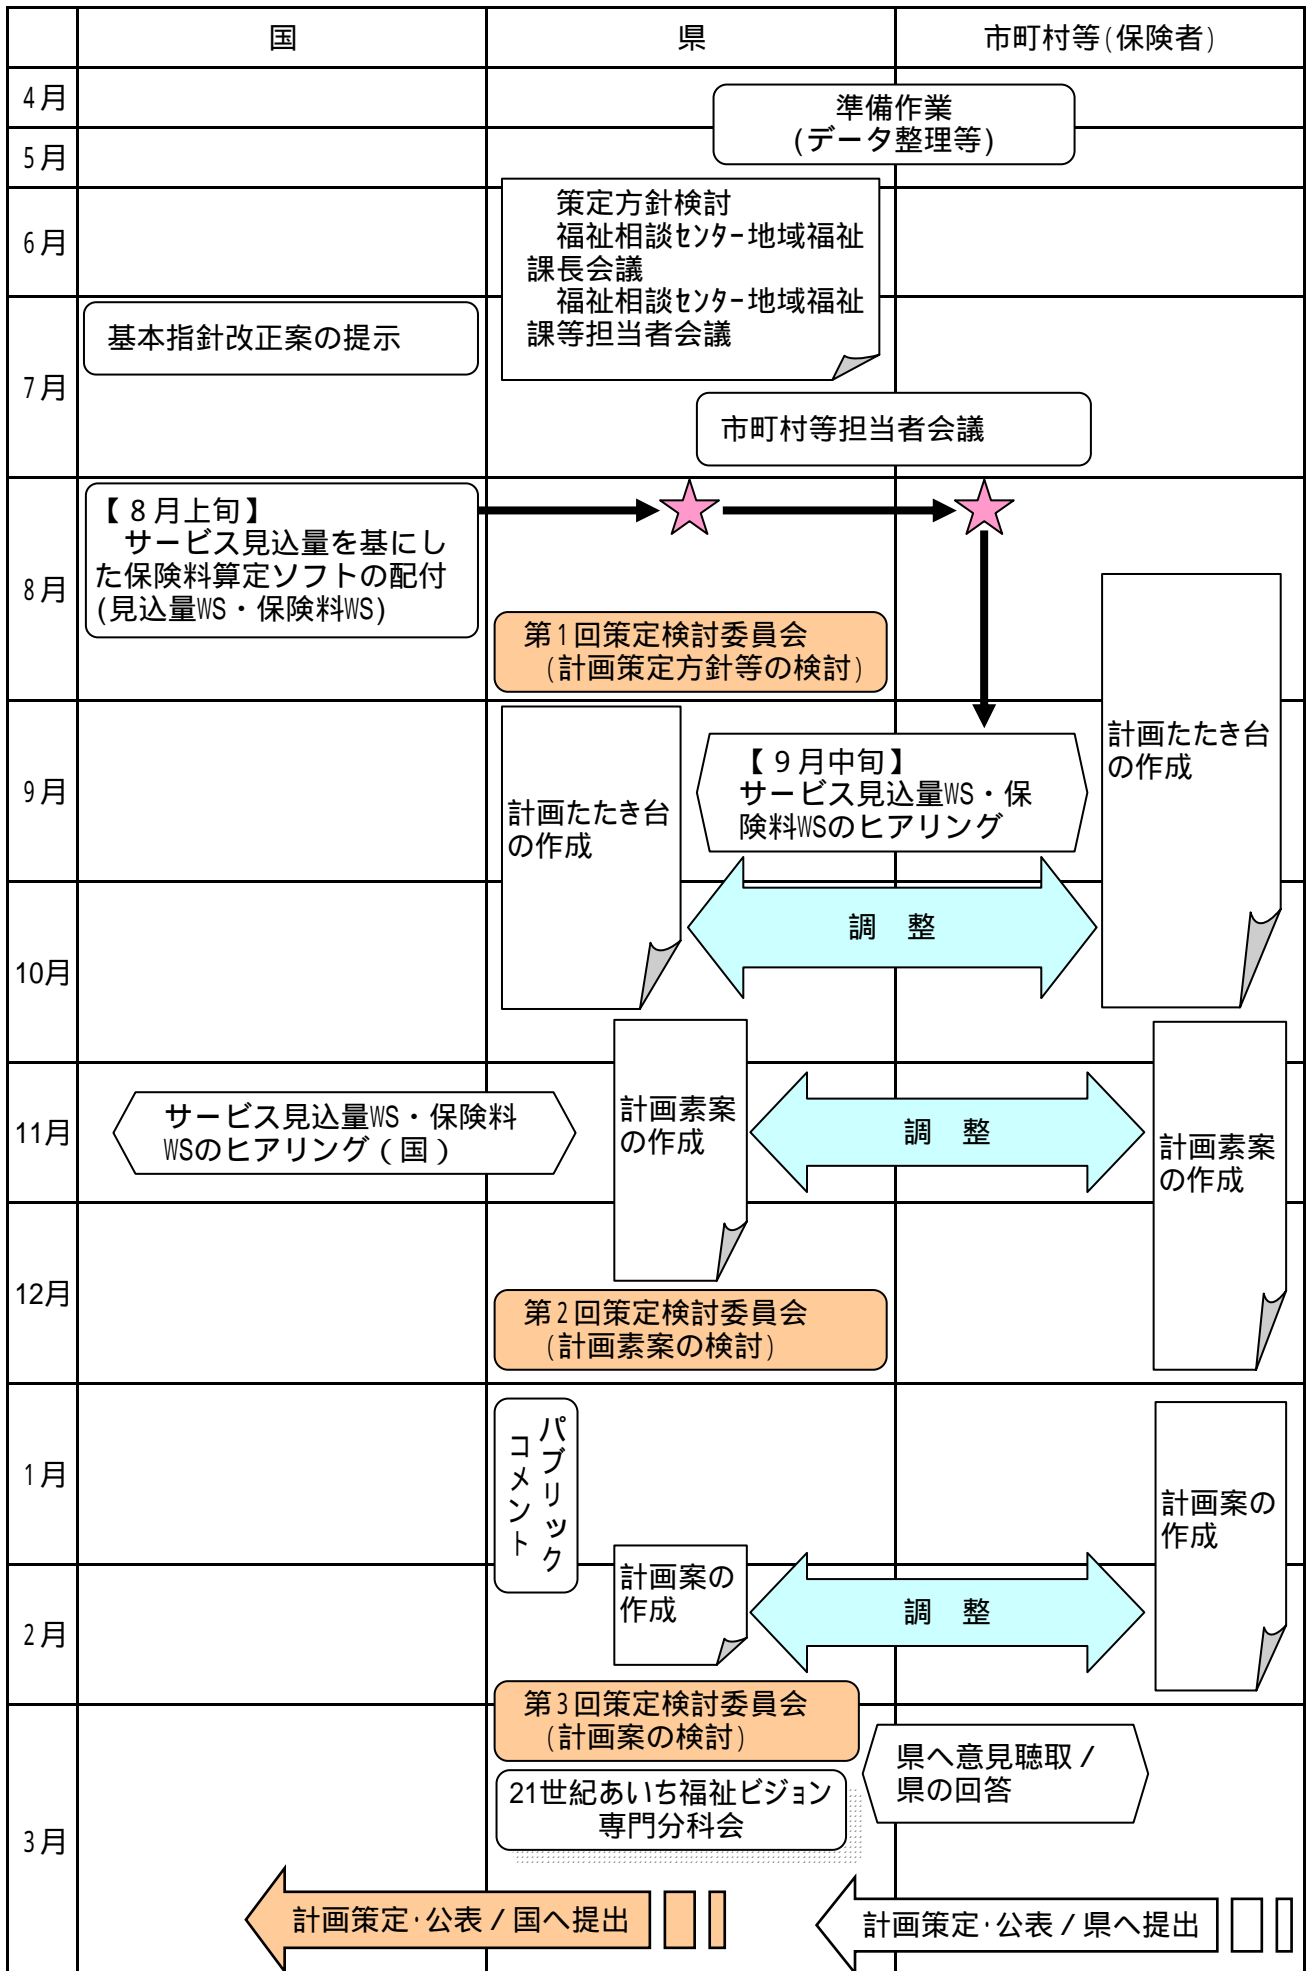 国
県
市町村等(保険者)
4月
準備作業
(データ整理等)
5月
策定方針検討
福祉相談ｾﾝﾀｰ地域福祉
課長会議
福祉相談ｾﾝﾀｰ地域福祉
課等担当者会議
6月
7月
基本指針改正案の提示
市町村等担当者会議
8月
【8月上旬】
サービス見込量を基にし
た保険料算定ソフトの配付
(見込量WS・保険料WS)
第1回策定検討委員会
(計画策定方針等の検討)
9月
計画たたき台
の作成
【9月中旬】
サービス見込量WS・保
険料WSのヒアリング
計画たたき台
の作成
調 整
10月
11月
サービス見込量WS・保険料
WSのヒアリング(国)
計画素案
の作成
調 整
計画素案
の作成
12月
第2回策定検討委員会
(計画素案の検討)
1月
パブリック
コメント
計画案の
作成
2月
計画案の
作成
調 整
第3回策定検討委員会
(計画案の検討)
3月
県へ意見聴取/
県の回答
21世紀あいち福祉ビジョン
専門分科会
計画策定･公表/国へ提出
計画策定･公表/県へ提出